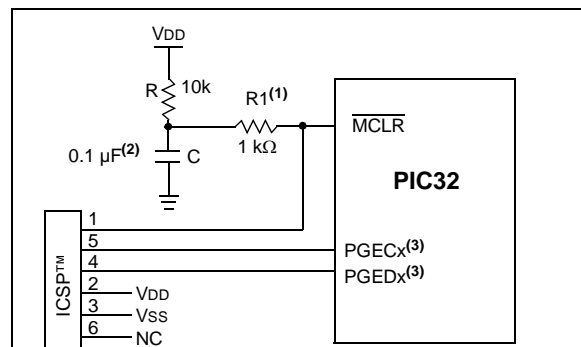 VDD
R 10k
R1(1)
1 kΩ
0.1 µF(2) C
MCLR
PIC32
1
5
4
2
3
6
ICSP™
PGECx(3)
PGEDx(3)
VDD
VSS
NC